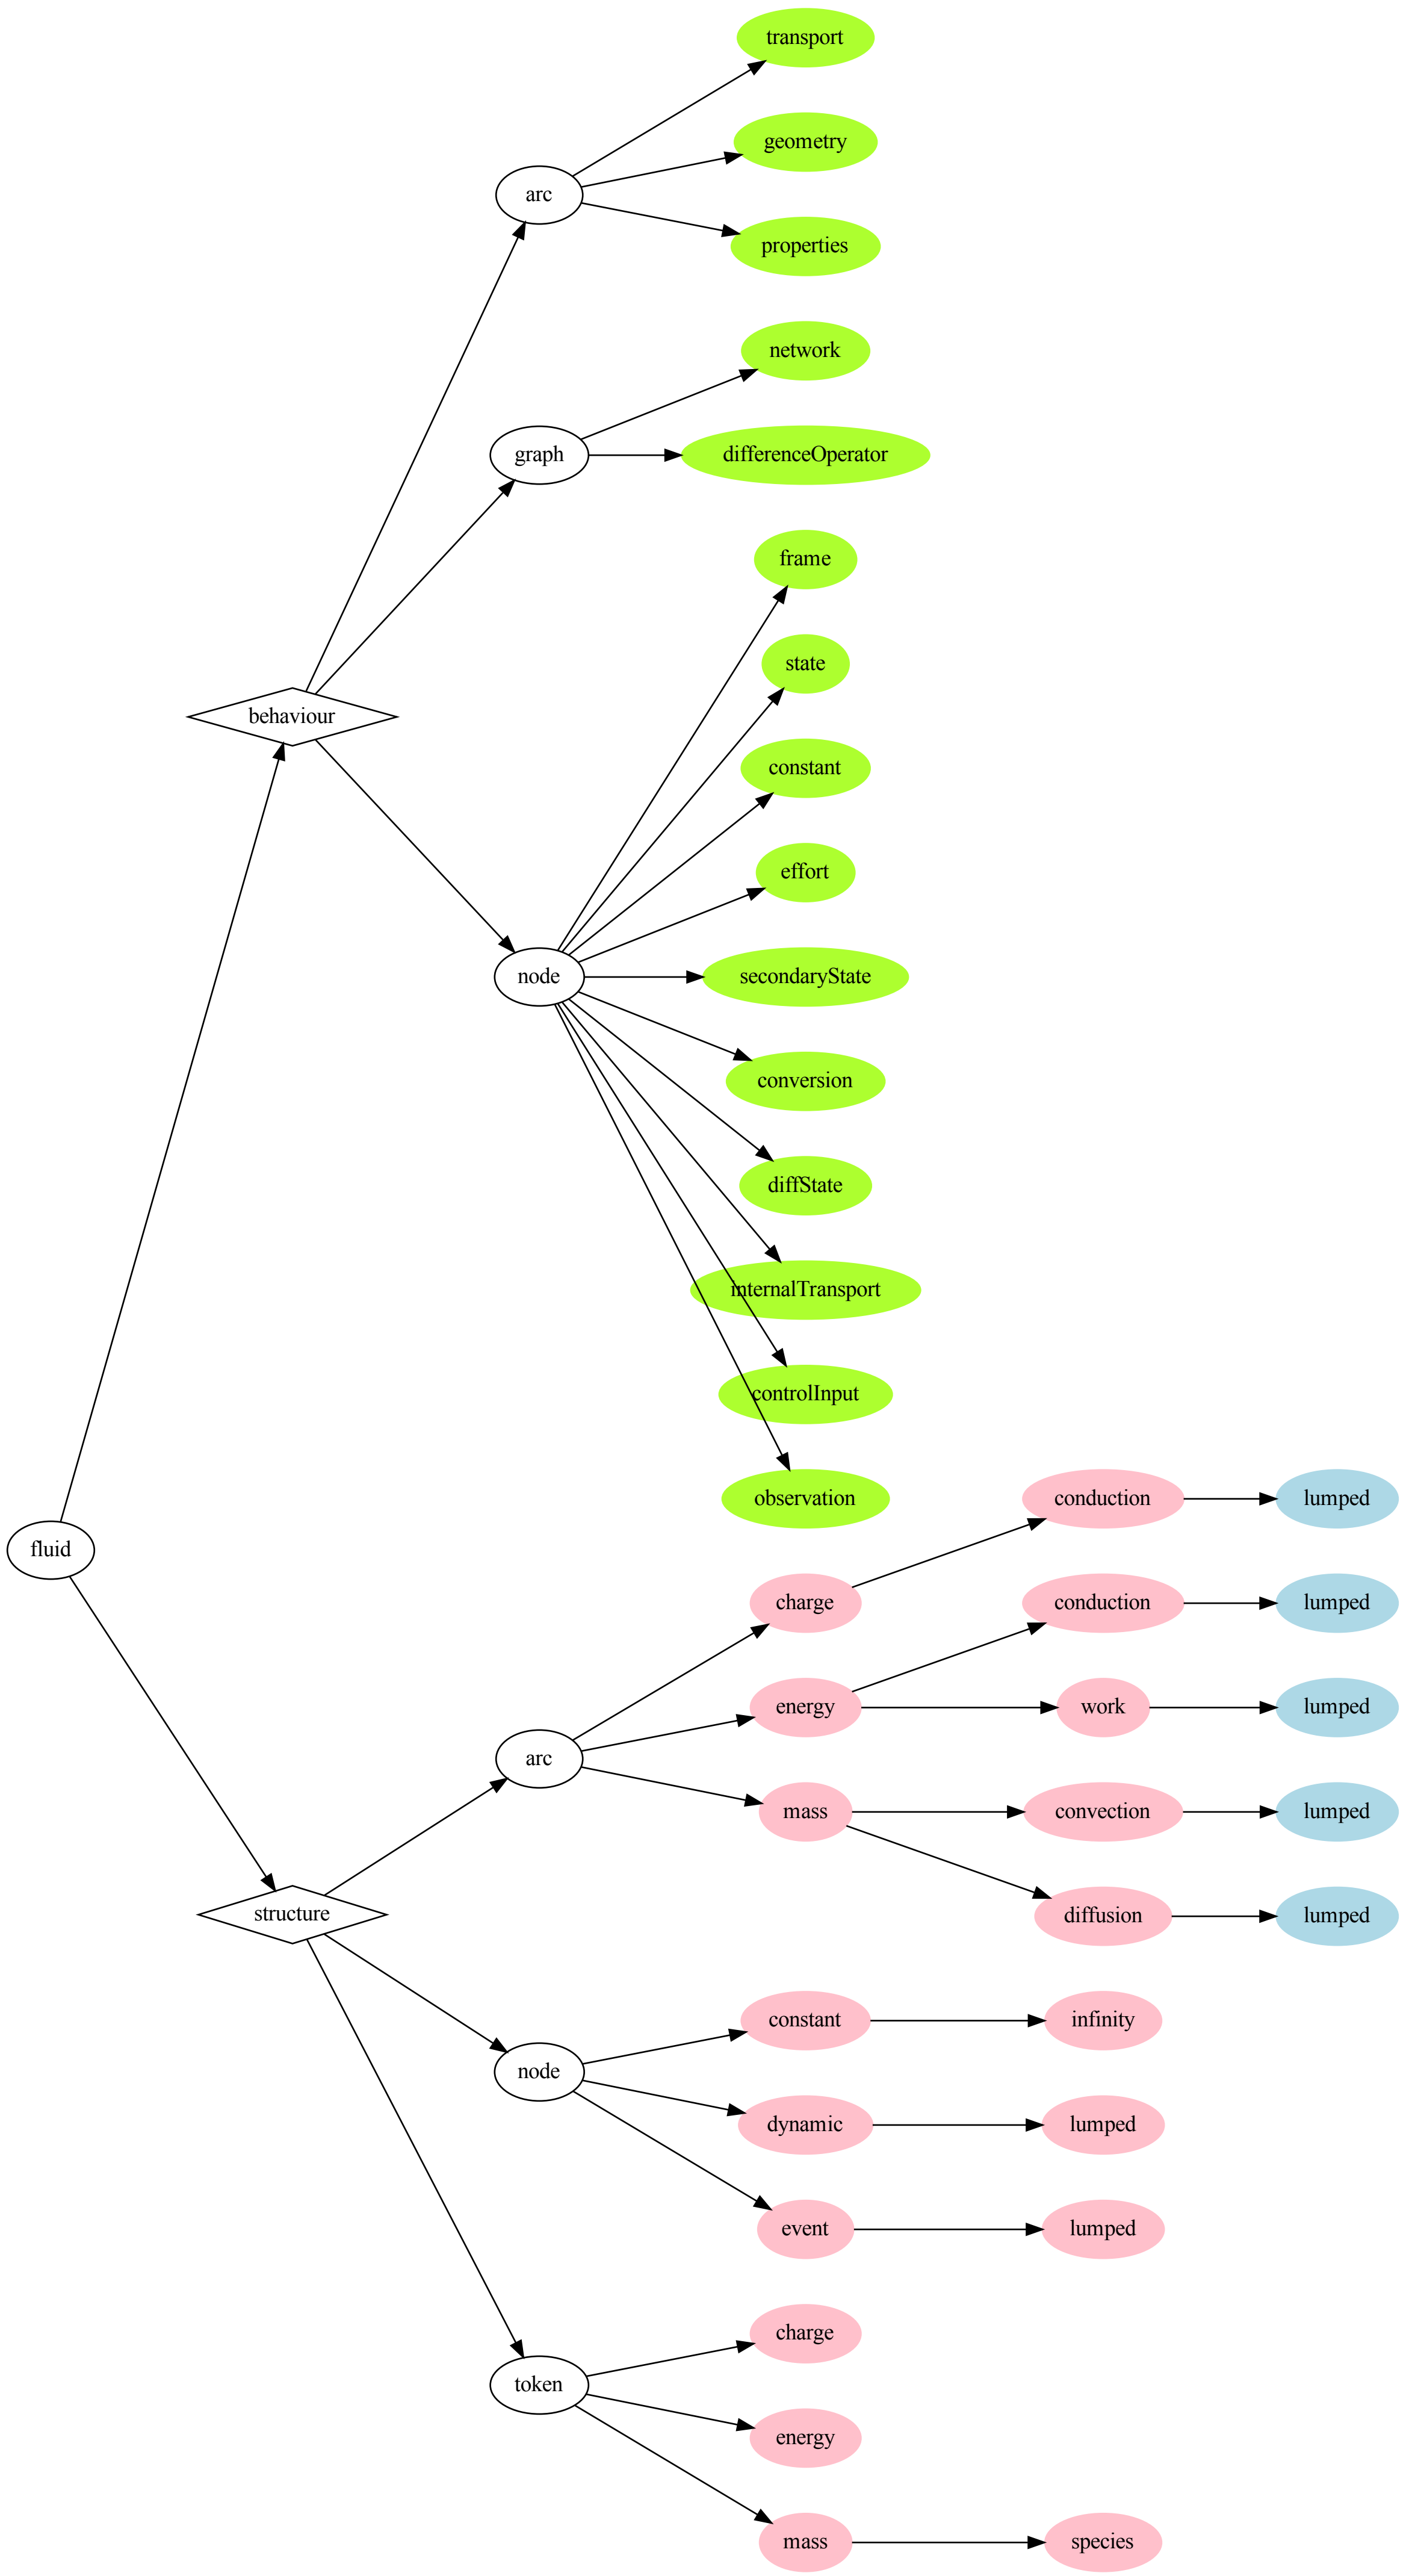 transport
geometry
arc
properties
network
graph
differenceOperator
frame
state
behaviour
constant
effort
node
secondaryState
conversion
diffState
internalTransport
controlInput
observation
conduction
lumped
fluid
charge
conduction
lumped
energy
work
lumped
arc
mass
convection
lumped
structure
diffusion
lumped
constant
infinity
node
dynamic
lumped
event
lumped
charge
token
energy
mass
species